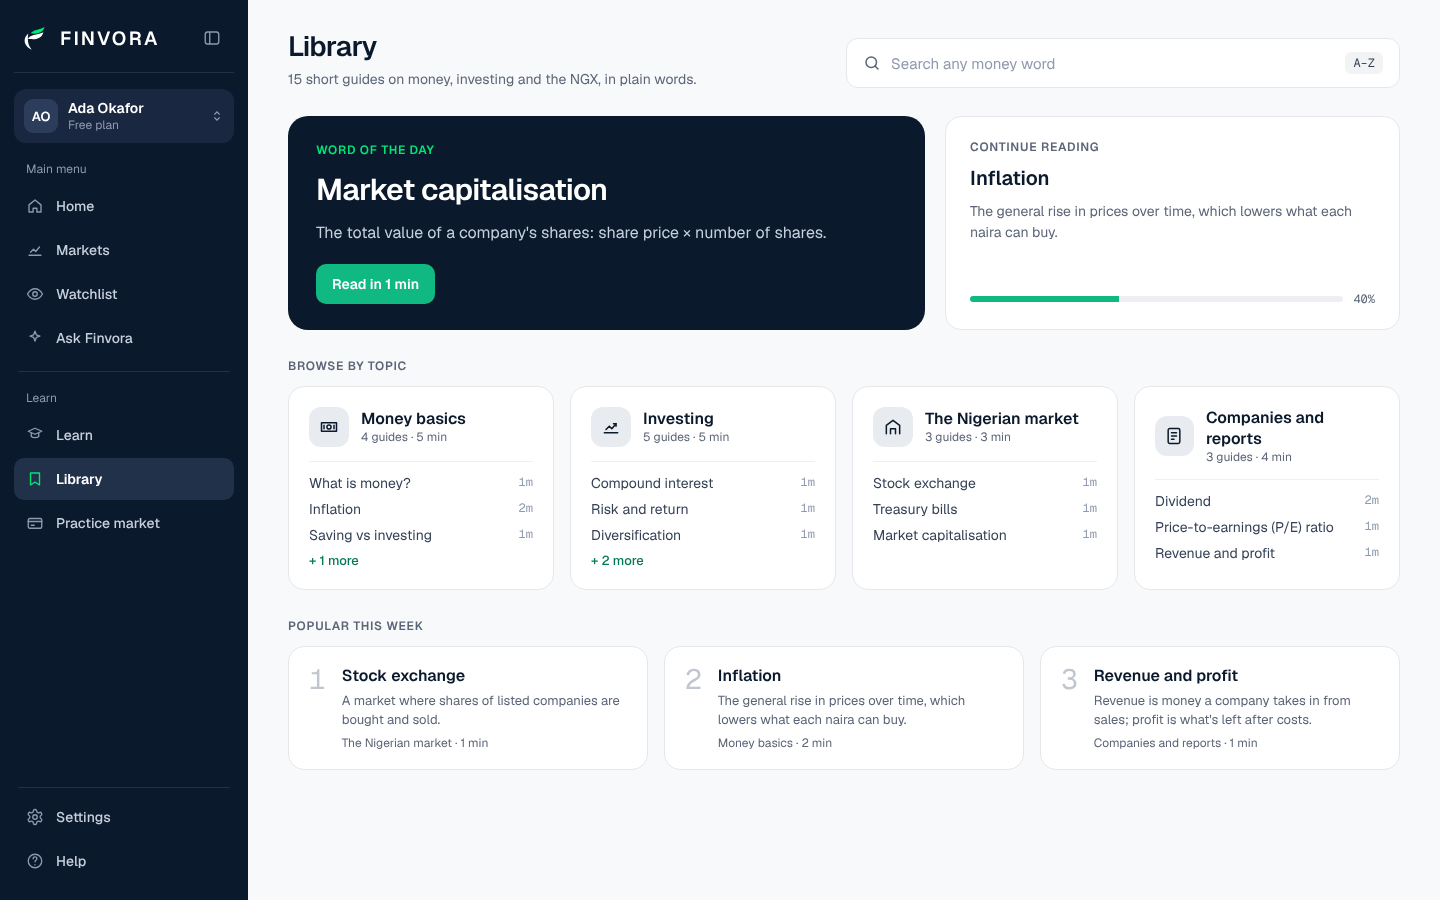 FINVORA
AO
Ada Okafor
Free plan
Main menu
Home
Markets
Watchlist
Ask Finvora
Learn
Learn
Library
Practice market
Settings
Help
Library
15 short guides on money, investing and the NGX, in plain words.
Search any money word
A–Z
WORD OF THE DAY
Market capitalisation
The total value of a company's shares: share price × number of shares.
Read in 1 min
CONTINUE READING
Inflation
The general rise in prices over time, which lowers what each
naira can buy.
40%
BROWSE BY TOPIC
Money basics
4 guides · 5 min
What is money? 1m
Inflation 2m
Saving vs investing 1m
+ 1 more
Investing
5 guides · 5 min
Compound interest 1m
Risk and return 1m
Diversification 1m
+ 2 more
The Nigerian market
3 guides · 3 min
Stock exchange 1m
Treasury bills 1m
Market capitalisation 1m
Companies and
reports
3 guides · 4 min
Dividend 2m
Price-to-earnings (P/E) ratio 1m
Revenue and profit 1m
POPULAR THIS WEEK
1
Stock exchange
A market where shares of listed companies are
bought and sold.
The Nigerian market · 1 min
2
Inflation
The general rise in prices over time, which
lowers what each naira can buy.
Money basics · 2 min
3
Revenue and profit
Revenue is money a company takes in from
sales; profit is what's left after costs.
Companies and reports · 1 min